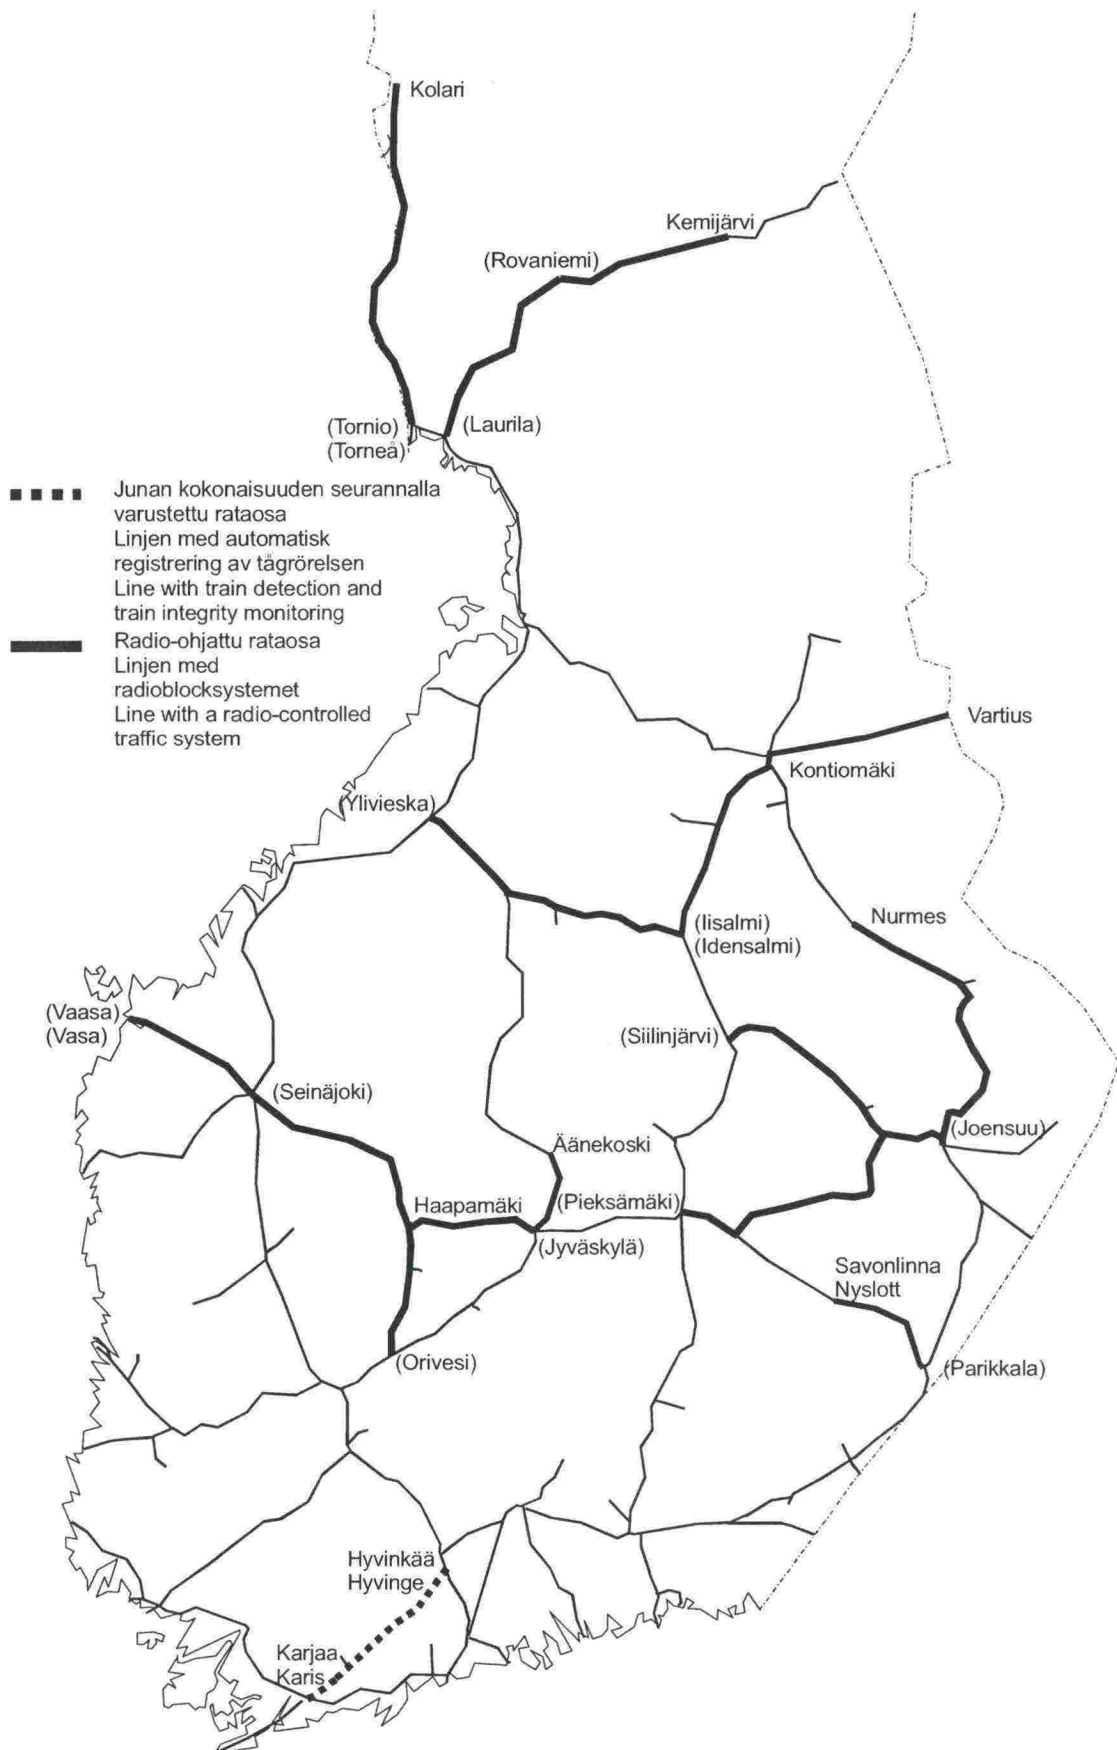 Kolari
Kemijärvi
(Rovaniemi)
(Tornio)
(Torneå)
(Laurila)
Junan kokonaisuuden seurannalla
varustettu rataosa
Linjen med automatisk
registrering av tågrörelsen
Line with train detection and
train integrity monitoring
Radio-ohjattu rataosa
Linjen med
radioblocksystemet
Line with a radio-controlled
traffic system
Vartius
Kontiomäki
(Ylivieska)
Nurmes
(Iisalmi)
(Idensalmi)
(Vaasa)
(Vasa)
(Siilinjärvi)
(Seinäjoki)
(Joensuu)
Äänekoski
Haapamäki
(Pieksämäki)
(Jyväskylä)
Savonlinna
Nyslott
(Orivesi)
(Parikkala)
Hyvinkää
Hyvinge
Karjaa
Karis